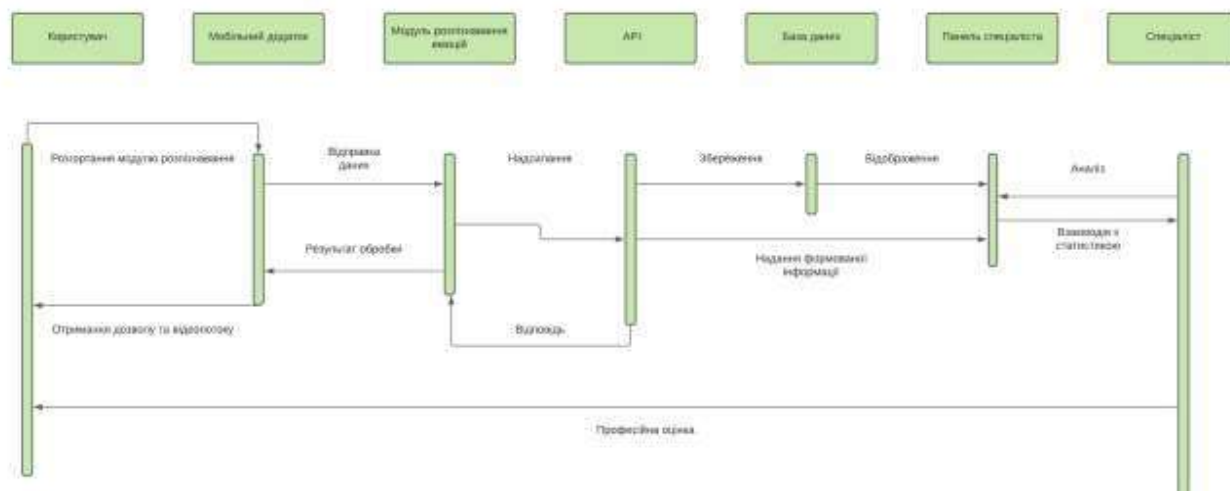 Користувач
Мобільний додаток
Модуль розпізнавання
емоцій
API
База даних
Панель спеціаліста
Спеціаліст
Розгортання модулю розпізнавання
Відправка
даних
Надсилання
Збереження
Відображення
Аналіз
Взаємодія з
статистикою
Результат обробки
Надання формованої
інформації
Отримання дозволу та відеопотоку
Відповідь
Професійна оцінка